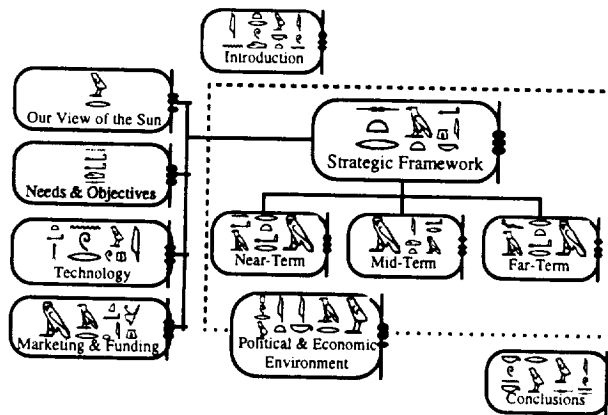 Introduction
Our View of the Sun
Strategic Framework
Needs & Objectives
Near-Term
Mid-Term
Far-Term
Technology
Marketing & Funding
Political & Economic
Environment
Conclusions